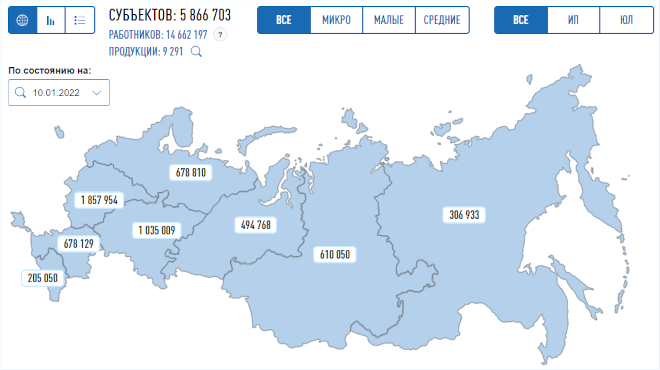 СУБЪЕКТОВ: 5 866 703
РАБОТНИКОВ: 14 662 197 ?
ПРОДУКЦИИ: 9 291
ВСЕ МИКРО МАЛЫЕ СРЕДНИЕ
ВСЕ ИП ЮЛ
По состоянию на:
10.01.2022
678 810
1 857 954
306 933
494 768
1 035 009
678 129
610 050
205 050